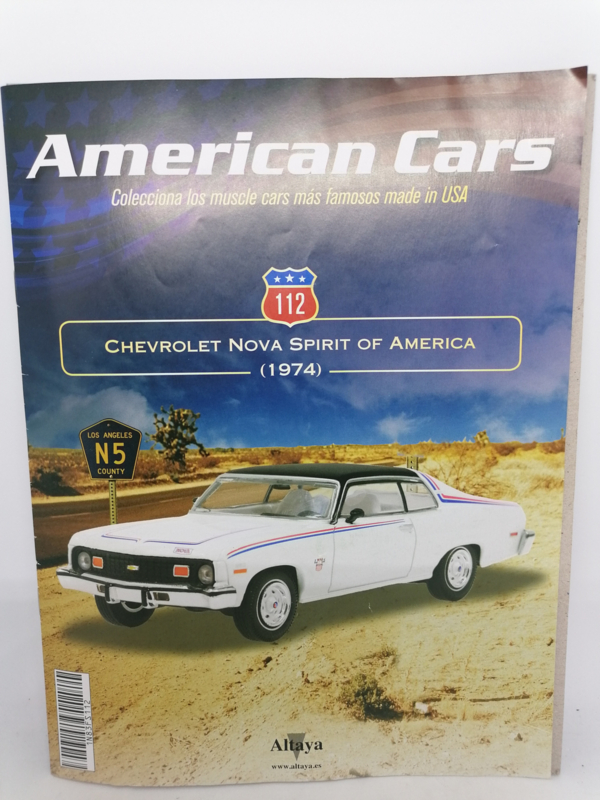 American Cars
Colecciona los muscle cars más famosos made in USA
112
CHEVROLET NOVA SPIRIT OF AMERICA
(1974)
LOS ANGELES
N5
COUNTY
Altaya
www.altaya.es